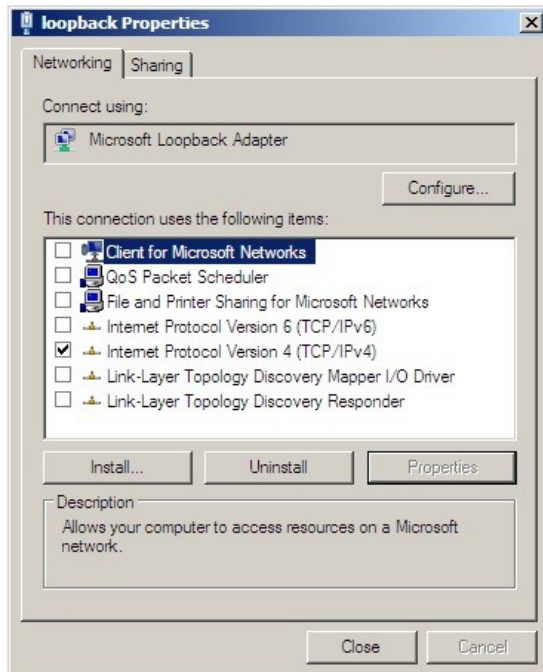 loopback Properties
Networking Sharing
Connect using:
Microsoft Loopback Adapter
Configure...
This connection uses the following items:
Client for Microsoft Networks
QoS Packet Scheduler
File and Printer Sharing for Microsoft Networks
Internet Protocol Version 6 (TCP/IPv6)
Internet Protocol Version 4 (TCP/IPv4)
Link-Layer Topology Discovery Mapper I/O Driver
Link-Layer Topology Discovery Responder
Install... Uninstall Properties
Description
Allows your computer to access resources on a Microsoft
network.
Close Cancel